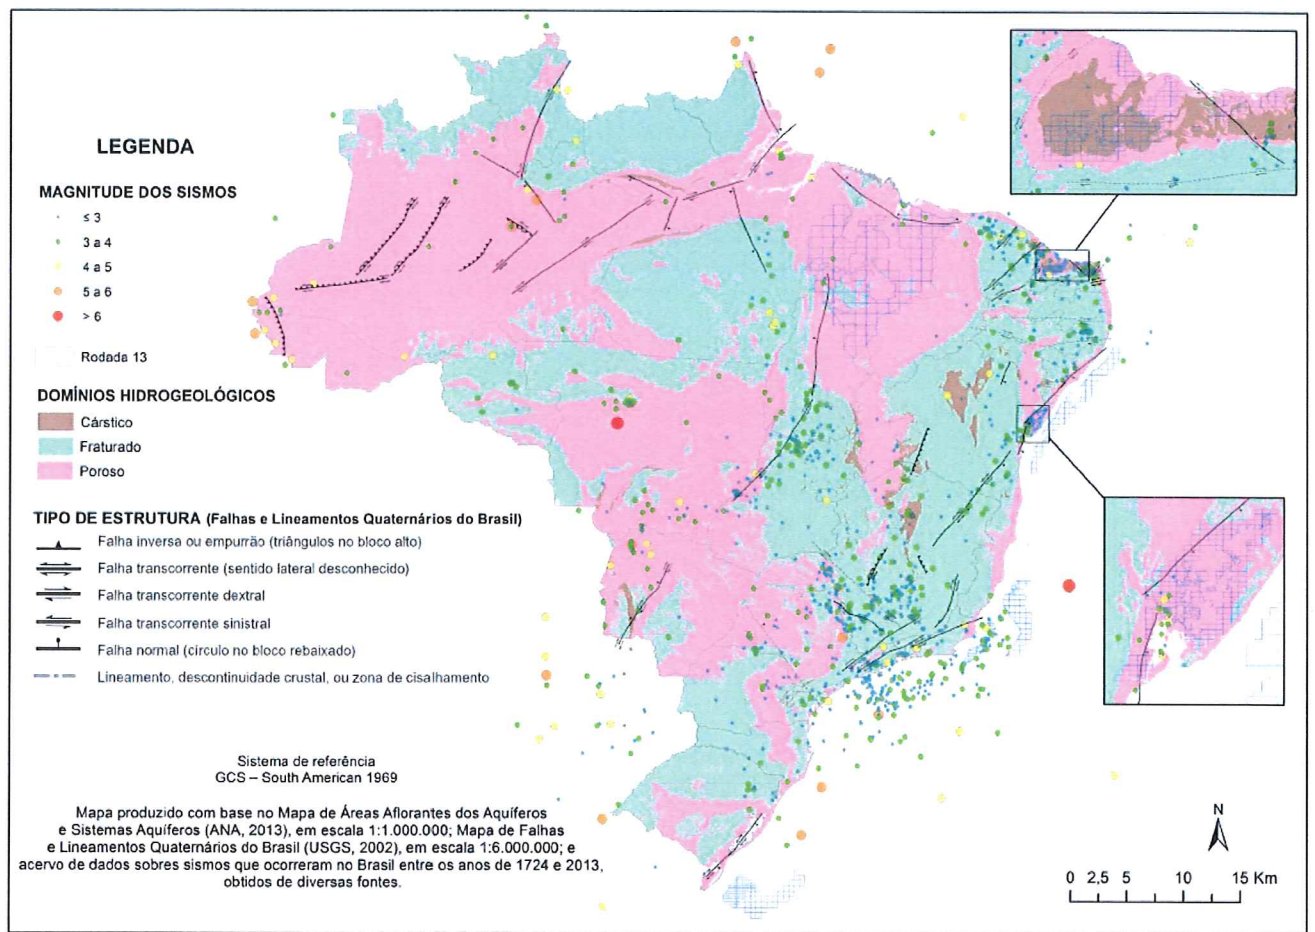 LEGENDA
MAGNITUDE DOS SISMOS
≤ 3
3 a 4
4 a 5
5 a 6
> 6
Rodada 13
DOMÍNIOS HIDROGEOLÓGICOS
Cárstico
Fraturado
Poroso
TIPO DE ESTRUTURA (Falhas e Lineamentos Quaternários do Brasil)
Falha inversa ou empurrão (triângulos no bloco alto)
Falha transcorrente (sentido lateral desconhecido)
Falha transcorrente dextral
Falha transcorrente sinistral
Falha normal (círculo no bloco rebaixado)
Lineamento, descontinuidade crustal, ou zona de cisalhamento
Sistema de referência
GCS – South American 1969
Mapa produzido com base no Mapa de Áreas Aflorantes dos Aquíferos
e Sistemas Aquíferos (ANA, 2013), em escala 1:1.000.000; Mapa de Falhas
e Lineamentos Quaternários do Brasil (USGS, 2002), em escala 1:6.000.000; e
acervo de dados sobre sismos que ocorreram no Brasil entre os anos de 1724 e 2013,
obtidos de diversas fontes.
N
0 2,5 5 10 15 Km